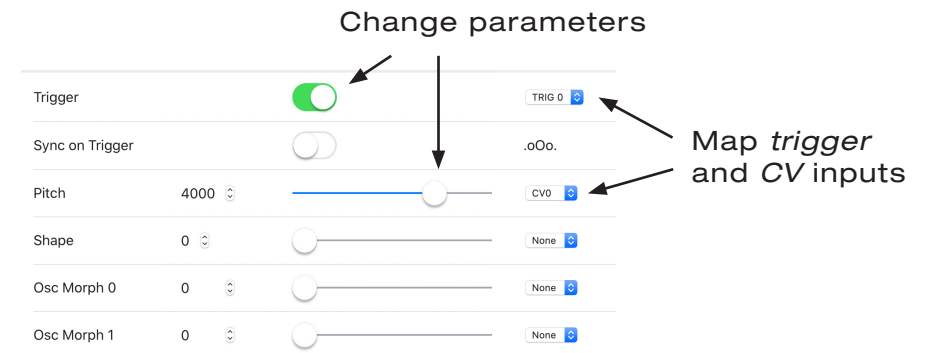 Change parameters
Trigger TRIG 0
Sync on Trigger .oOo.
Map trigger
and CV inputs
Pitch 4000 CV0
Shape 0 None
Osc Morph 0 0 None
Osc Morph 1 0 None